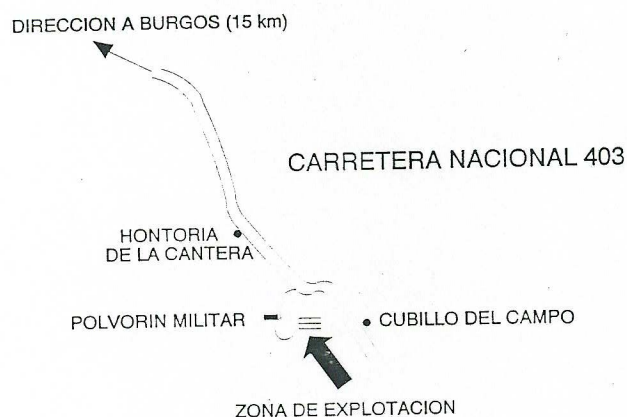 DIRECCION A BURGOS (15 km)
CARRETERA NACIONAL 403
HONTORIA
DE LA CANTERA
POLVORIN MILITAR
CUBILLO DEL CAMPO
ZONA DE EXPLOTACION